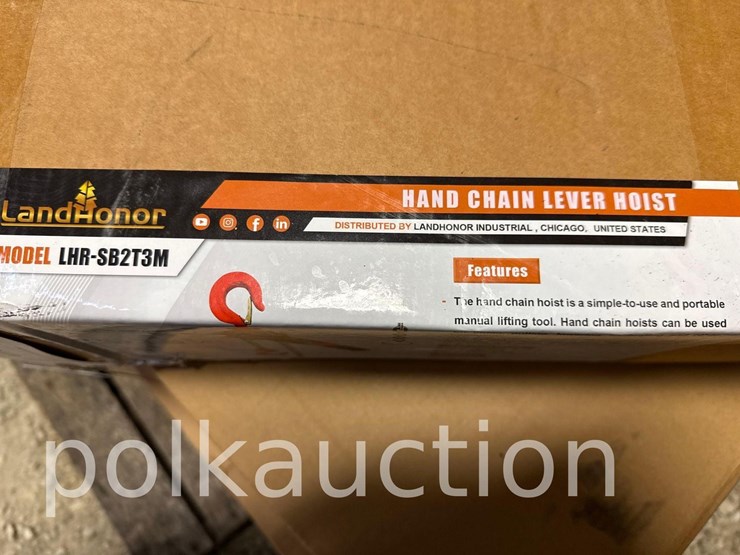 LandHonor
HAND CHAIN LEVER HOIST
DISTRIBUTED BY LANDHONOR INDUSTRIAL , CHICAGO, UNITED STATES
MODEL LHR-SB2T3M
Features
- The hand chain hoist is a simple-to-use and portable
manual lifting tool. Hand chain hoists can be used
polkauction